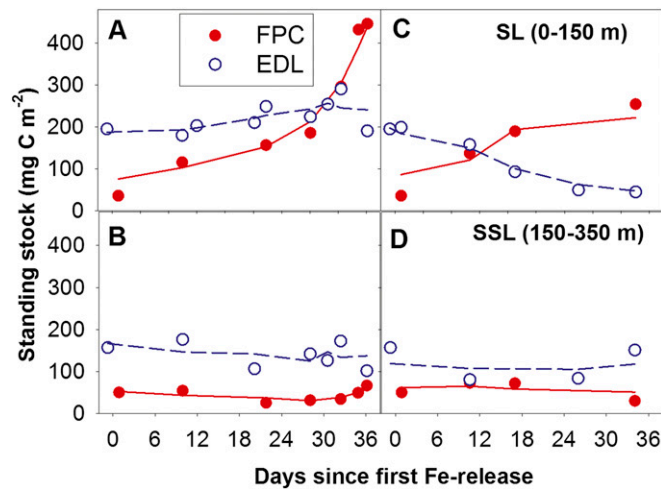 A
FPC
EDL
C
SL (0-150 m)
400
300
200
100
0
B
D
SSL (150-350 m)
400
300
200
100
0
0 6 12 18 24 30 36
0 6 12 18 24 30 36
Standing stock (mg C m⁻²)
Days since first Fe-release